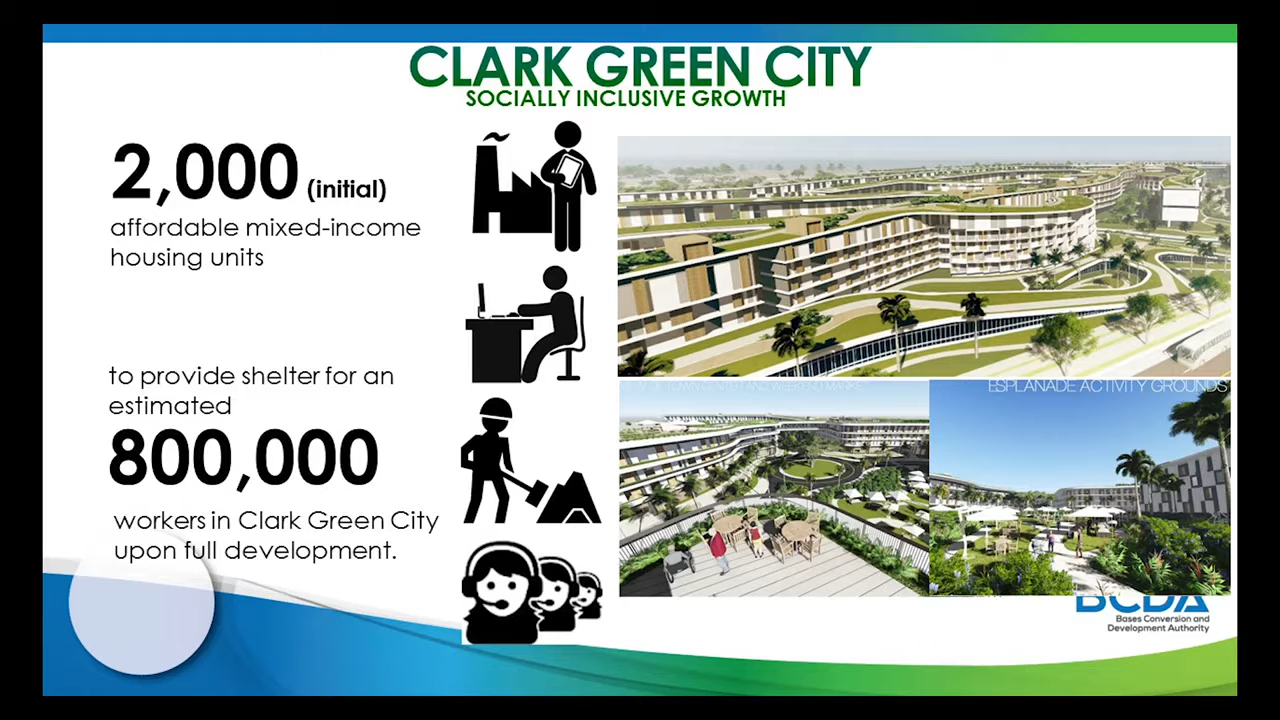 CLARK GREEN CITY
SOCIALLY INCLUSIVE GROWTH
2,000 (initial)
affordable mixed-income
housing units
to provide shelter for an
estimated
800,000
workers in Clark Green City
upon full development.
ESPLANADE ACTIVITY GROUNDS
BCDA
Bases Conversion and
Development Authority